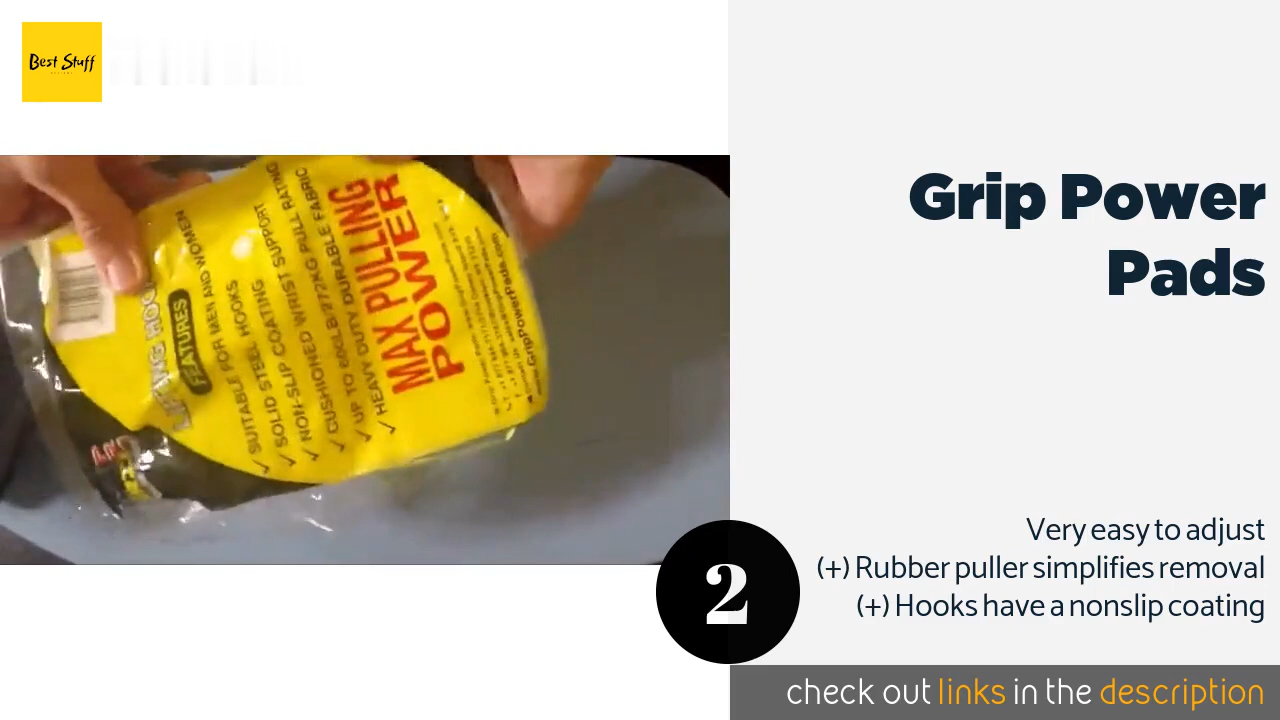 Best Stuff
Grip Power
Pads
FEATURES
✓ SUITABLE FOR MEN AND WOMEN
✓ SOLID STEEL HOOKS
✓ NON-SLIP COATING
✓ CUSHIONED WRIST SUPPORT
✓ UP TO 600LB/272KG PULL RATING
✓ HEAVY DUTY DURABLE FABRIC
MAX PULLING
POWER
2
Very easy to adjust
(+) Rubber puller simplifies removal
(+) Hooks have a nonslip coating
check out links in the description